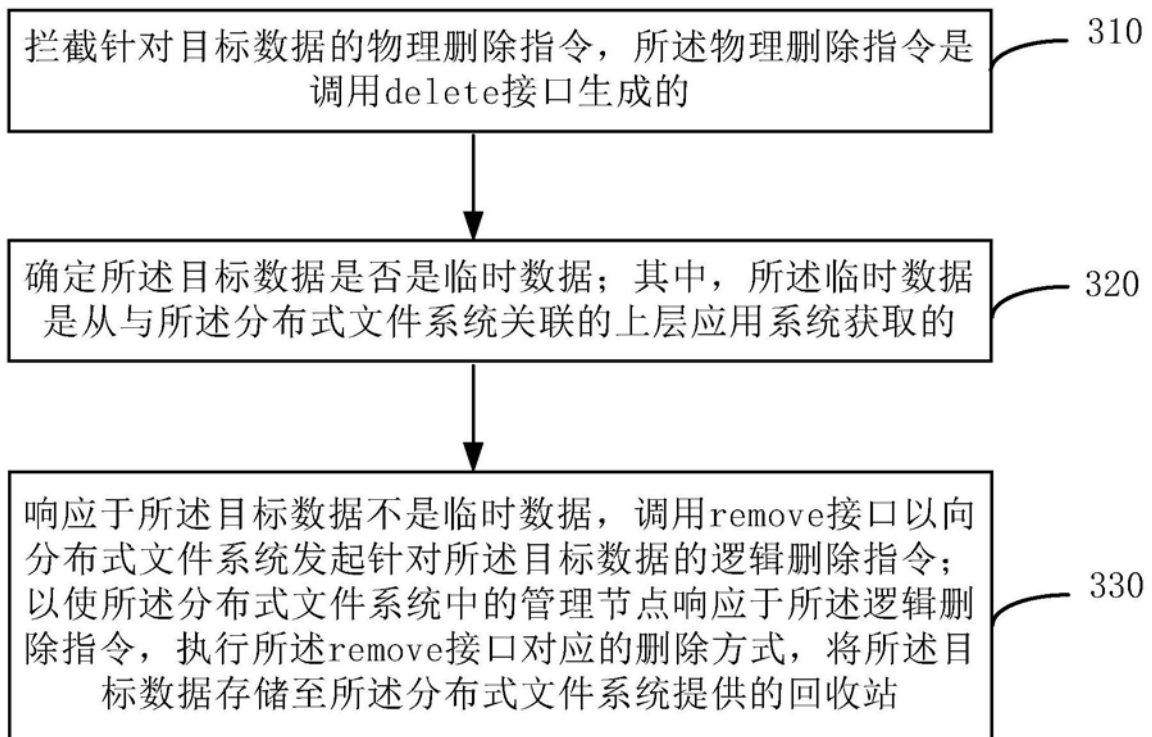 拦截针对目标数据的物理删除指令，所述物理删除指令是
调用delete接口生成的
310
确定所述目标数据是否是临时数据；其中，所述临时数据
是从与所述分布式文件系统关联的上层应用系统获取的
320
响应于所述目标数据不是临时数据，调用remove接口以向
分布式文件系统发起针对所述目标数据的逻辑删除指令；
以使所述分布式文件系统中的管理节点响应于所述逻辑删
除指令，执行所述remove接口对应的删除方式，将所述目
标数据存储至所述分布式文件系统提供的回收站
330